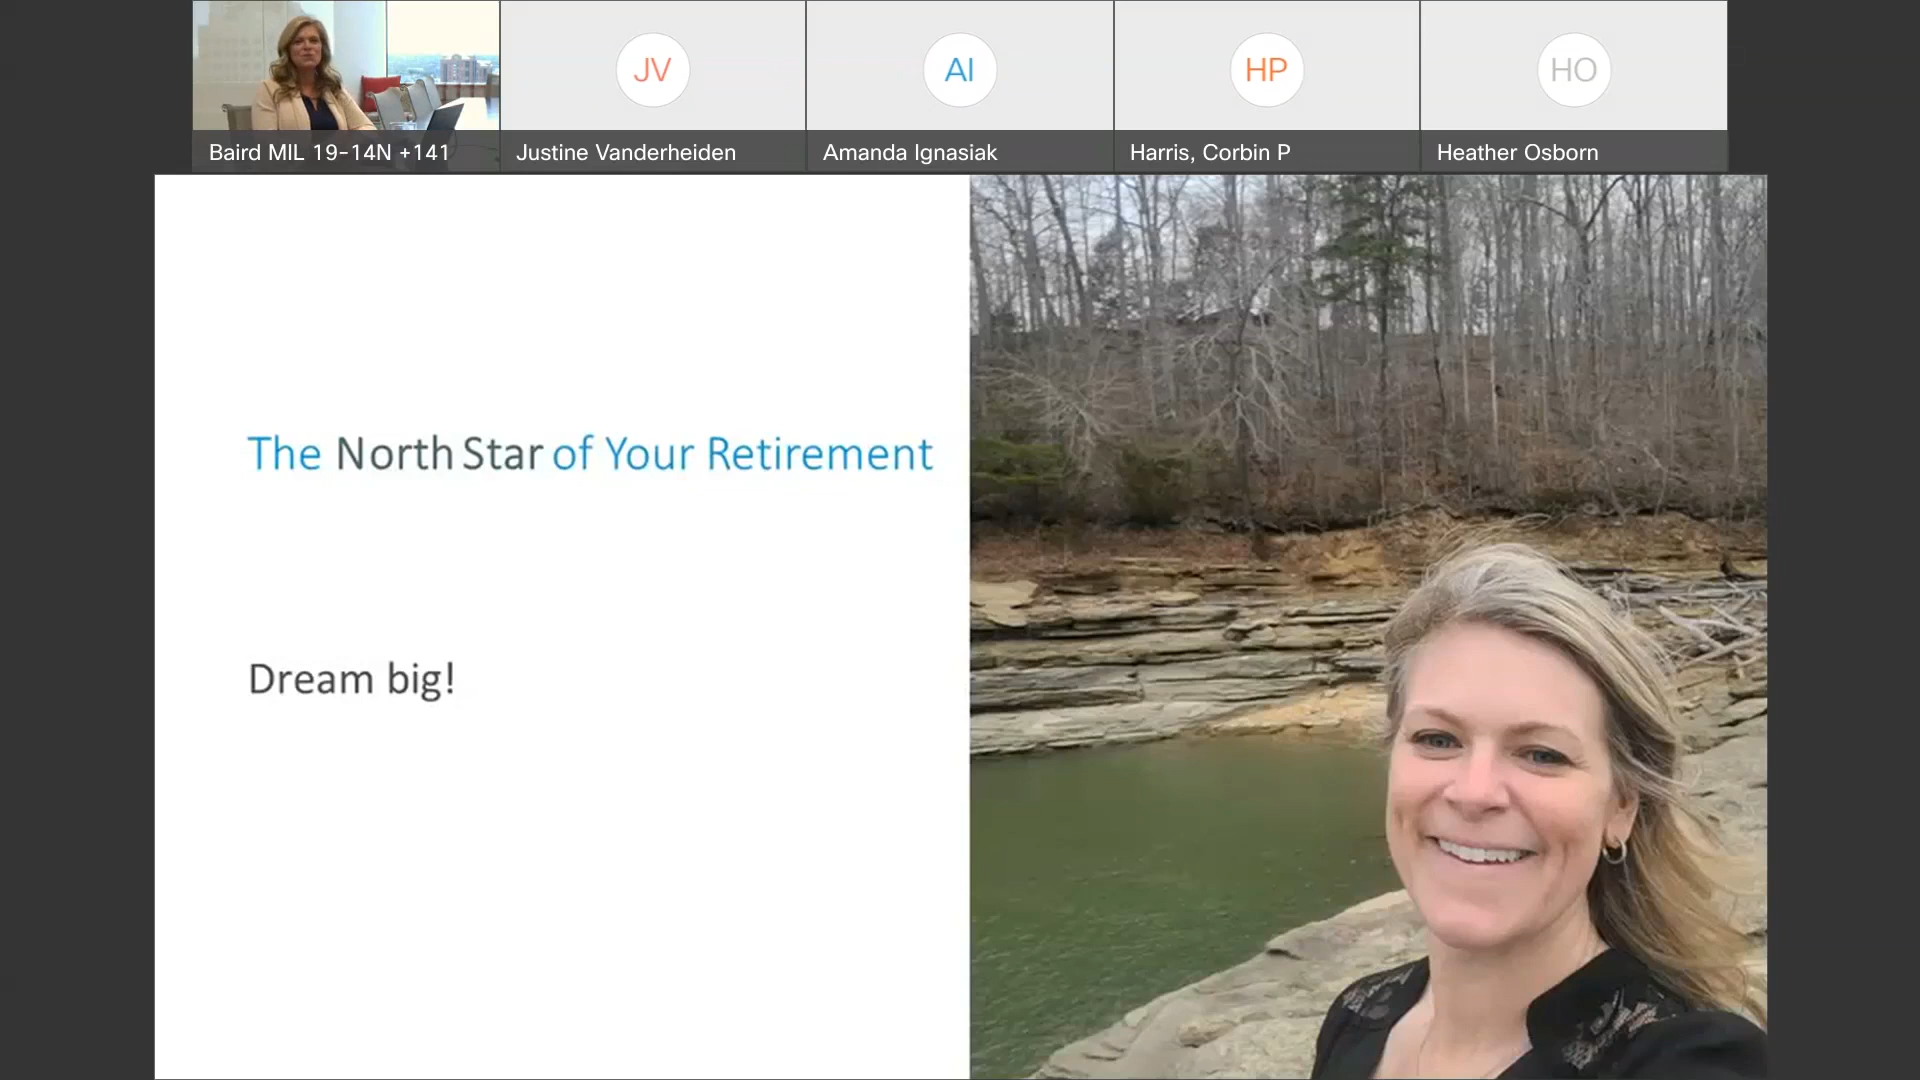 JV
AI
HP
HO
Baird MIL 19-14N +141
Justine Vanderheiden
Amanda Ignasiak
Harris, Corbin P
Heather Osborn
The North Star of Your Retirement
Dream big!